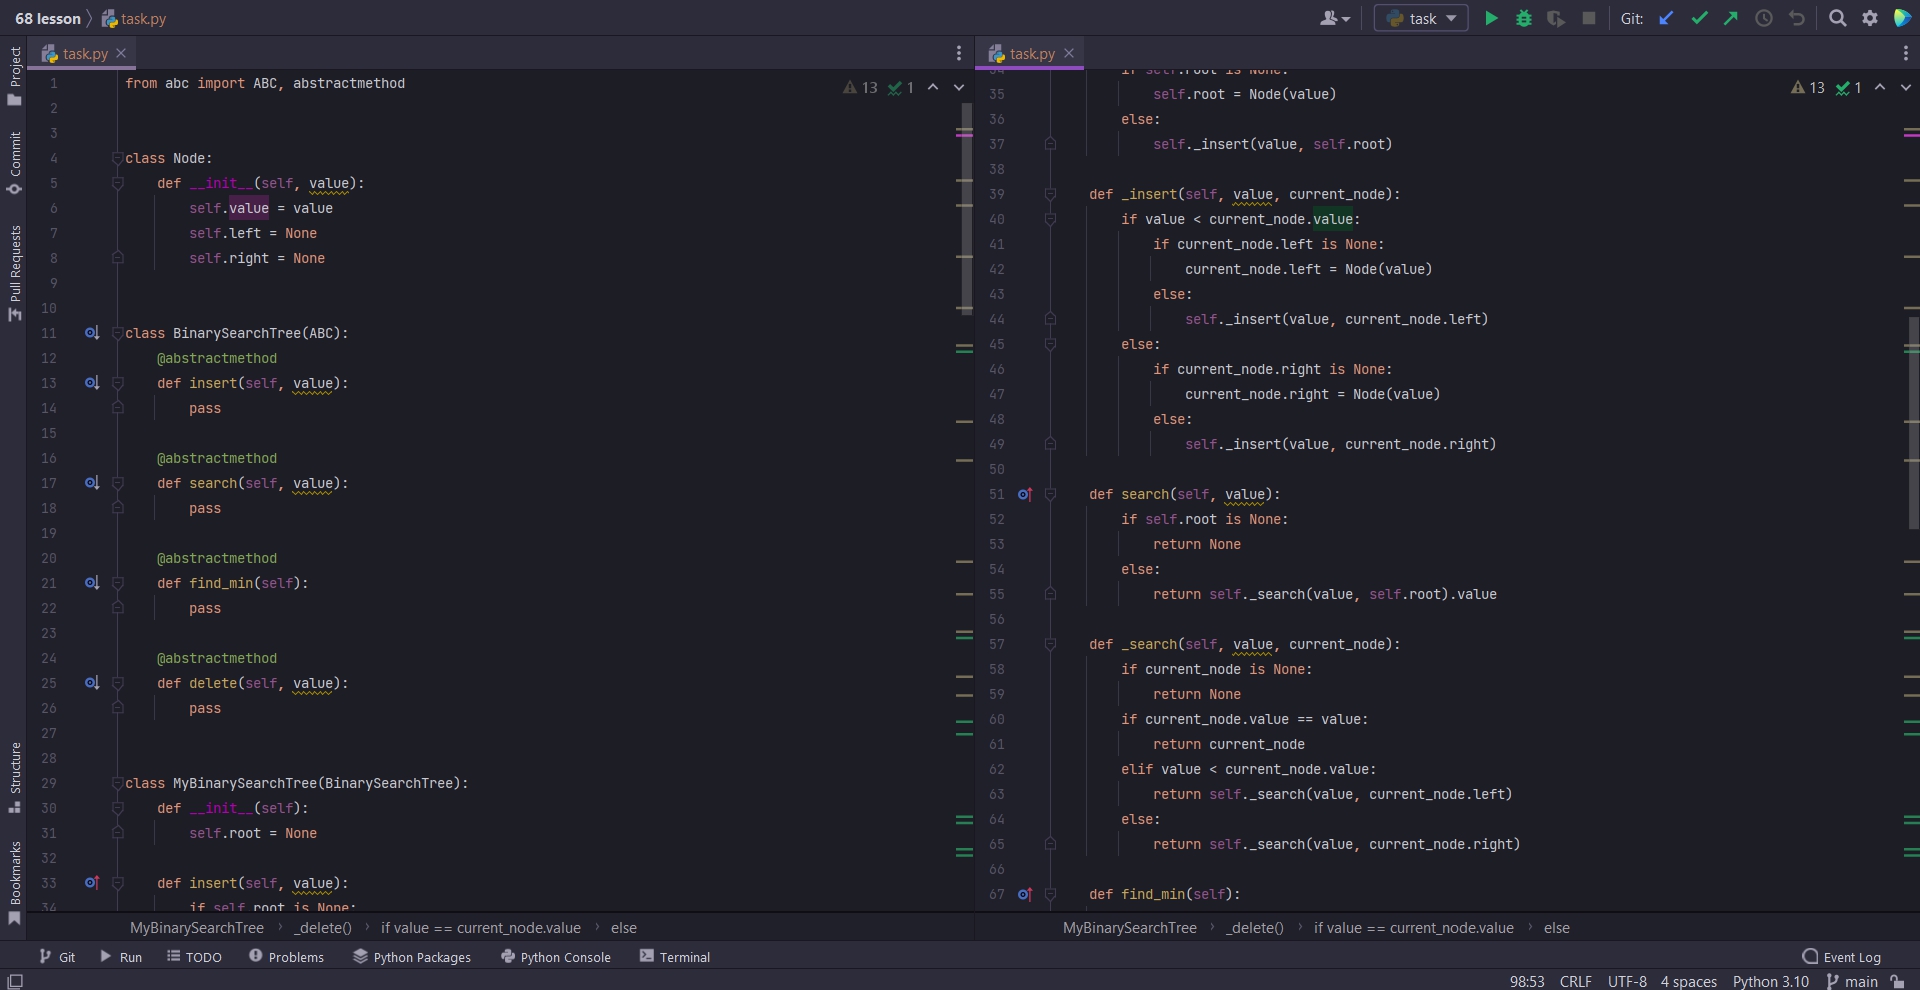 68 lesson
task.py
task
Git:
Project
Commit
Pull Requests
Structure
Bookmarks
task.py
13 1
1 from abc import ABC, abstractmethod
2
3
4 class Node:
5 def __init__(self, value):
6 self.value = value
7 self.left = None
8 self.right = None
9
10
11 class BinarySearchTree(ABC):
12 @abstractmethod
13 def insert(self, value):
14 pass
15
16 @abstractmethod
17 def search(self, value):
18 pass
19
20 @abstractmethod
21 def find_min(self):
22 pass
23
24 @abstractmethod
25 def delete(self, value):
26 pass
27
28
29 class MyBinarySearchTree(BinarySearchTree):
30 def __init__(self):
31 self.root = None
32
33 def insert(self, value):
34 if self.root is None:
MyBinarySearchTree › _delete() › if value == current_node.value › else
task.py
13 1
34 if self.root is None:
35 self.root = Node(value)
36 else:
37 self._insert(value, self.root)
38
39 def _insert(self, value, current_node):
40 if value < current_node.value:
41 if current_node.left is None:
42 current_node.left = Node(value)
43 else:
44 self._insert(value, current_node.left)
45 else:
46 if current_node.right is None:
47 current_node.right = Node(value)
48 else:
49 self._insert(value, current_node.right)
50
51 def search(self, value):
52 if self.root is None:
53 return None
54 else:
55 return self._search(value, self.root).value
56
57 def _search(self, value, current_node):
58 if current_node is None:
59 return None
60 if current_node.value == value:
61 return current_node
62 elif value < current_node.value:
63 return self._search(value, current_node.left)
64 else:
65 return self._search(value, current_node.right)
66
67 def find_min(self):
MyBinarySearchTree › _delete() › if value == current_node.value › else
Git Run TODO Problems Python Packages Python Console Terminal Event Log
98:53 CRLF UTF-8 4 spaces Python 3.10 main